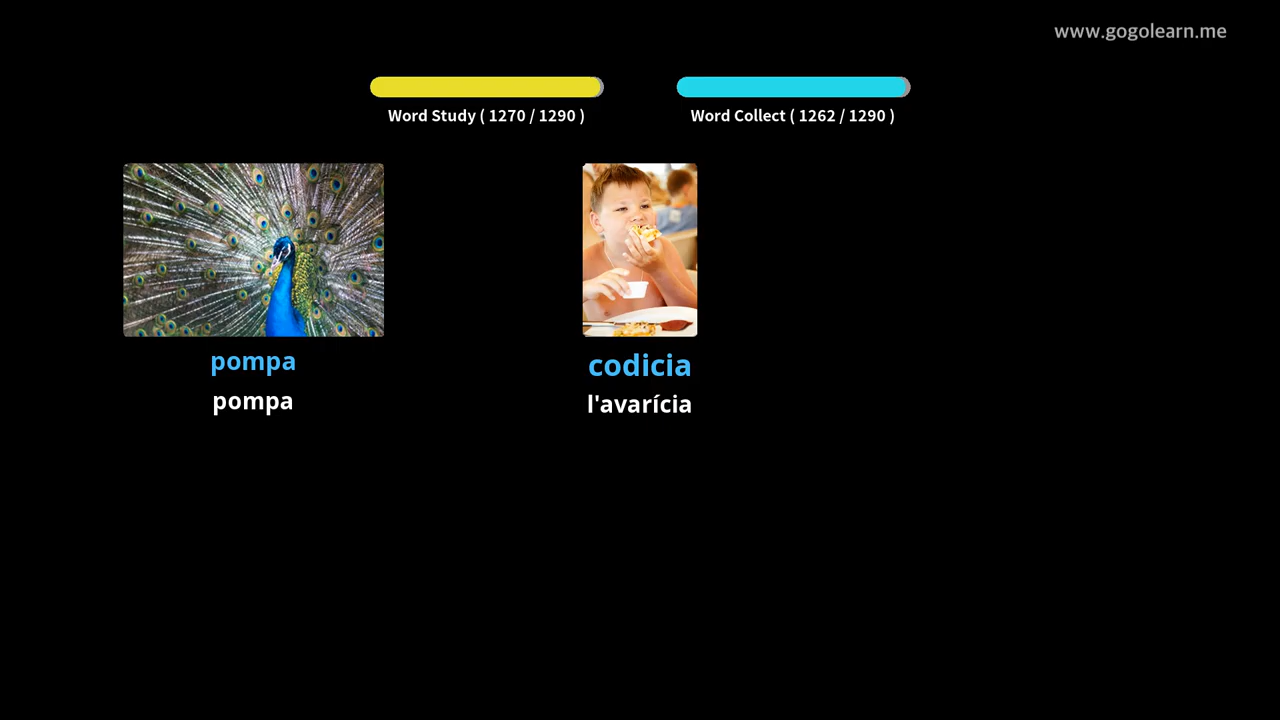 www.gogolearn.me
Word Study ( 1270 / 1290 )
Word Collect ( 1262 / 1290 )
pompa
pompa
codicia
l'avarícia